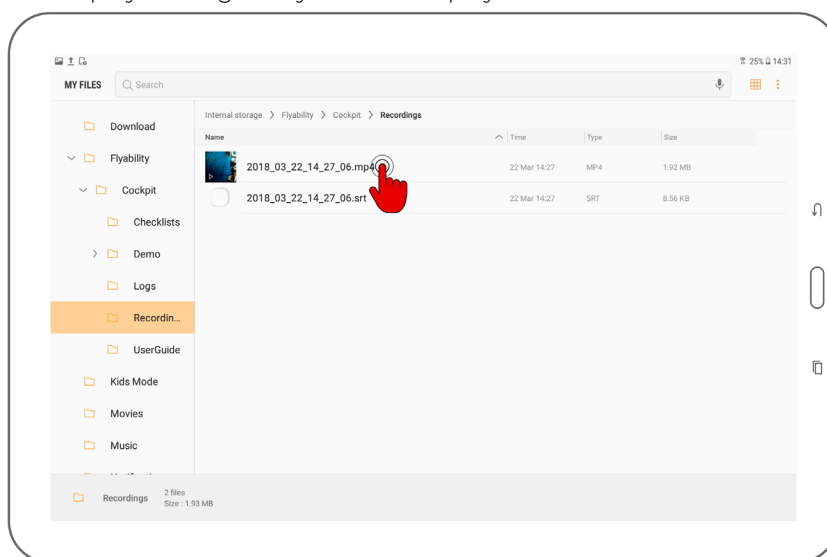 25% 14:31
MY FILES Search
Internal storage > Flyability > Cockpit > Recordings
Name Time Type Size
Download
Flyability
Cockpit
Checklists
Demo
Logs
Recordin...
UserGuide
Kids Mode
Movies
Music
2018_03_22_14_27_06.mp4 22 Mar 14:27 MP4 1.92 MB
2018_03_22_14_27_06.srt 22 Mar 14:27 SRT 8.56 KB
Recordings
2 files
Size : 1.93 MB